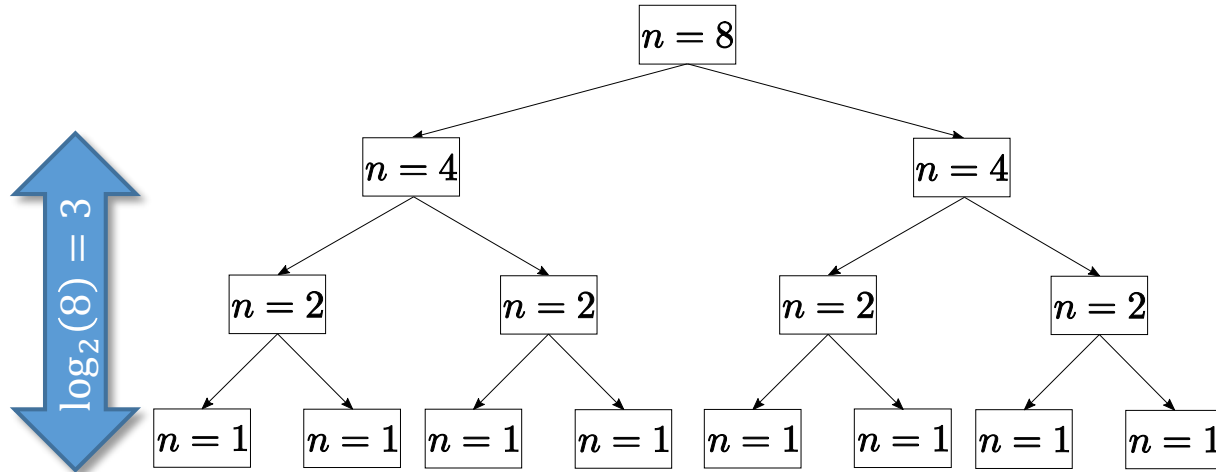 n = 8
n = 4
n = 4
log₂(8) = 3
n = 2
n = 2
n = 2
n = 2
n = 1
n = 1
n = 1
n = 1
n = 1
n = 1
n = 1
n = 1